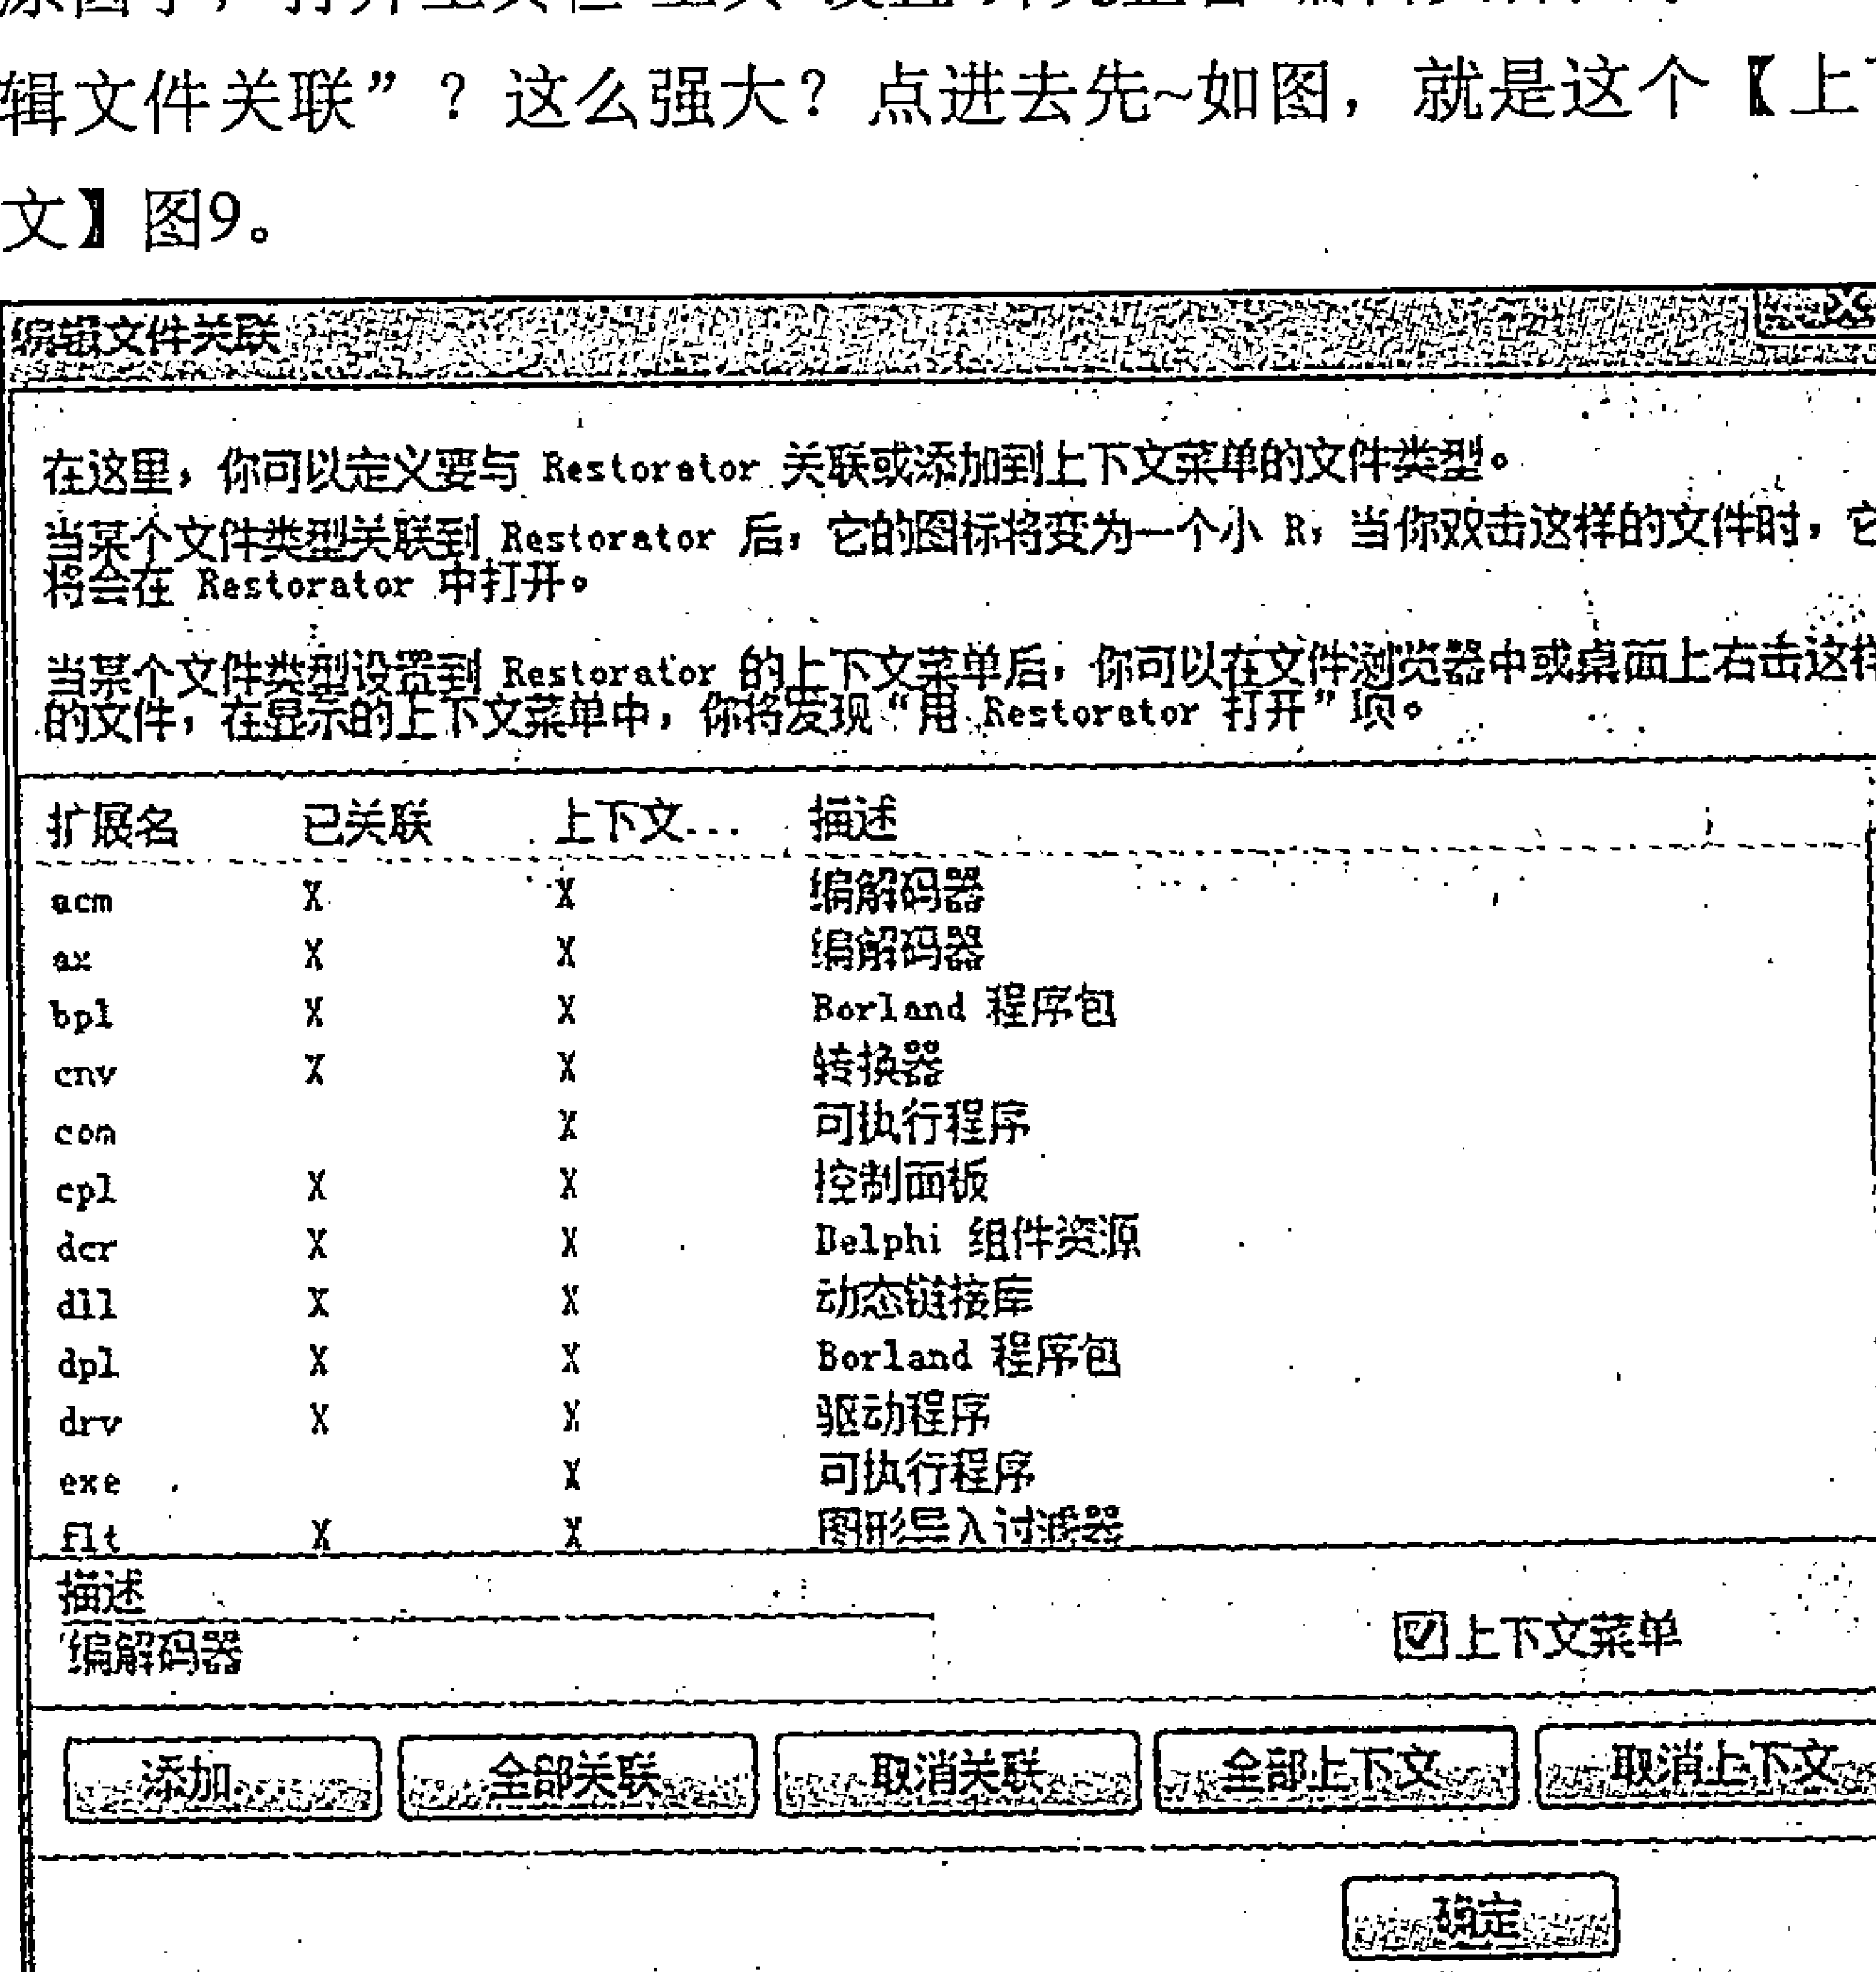 辑文件关联”？这么强大？点进去先~如图，就是这个【上
文】图9。
编辑文件关联
在这里，你可以定义要与 Restorator 关联或添加到上下文菜单的文件类型。
当某个文件类型关联到 Restorator 后，它的图标将变为一个小 R；当你双击这样的文件时，它
将会在 Restorator 中打开。
当某个文件类型设置到 Restorator 的上下文菜单后，你可以在文件浏览器中或桌面上右击这样
的文件，在显示的上下文菜单中，你将发现“用 Restorator 打开”项。
扩展名 已关联 上下文... 描述
acm X X 编解码器
ax X X 编解码器
bpl X X Borland 程序包
cnv X X 转换器
com X 可执行程序
cpl X X 控制面板
dcr X X Delphi 组件资源
dll X X 动态链接库
dpl X X Borland 程序包
drv X X 驱动程序
exe X 可执行程序
flt X X 图形导入过滤器
描述
编解码器 上下文菜单
添加 全部关联 取消关联 全部上下文 取消上下文
确定